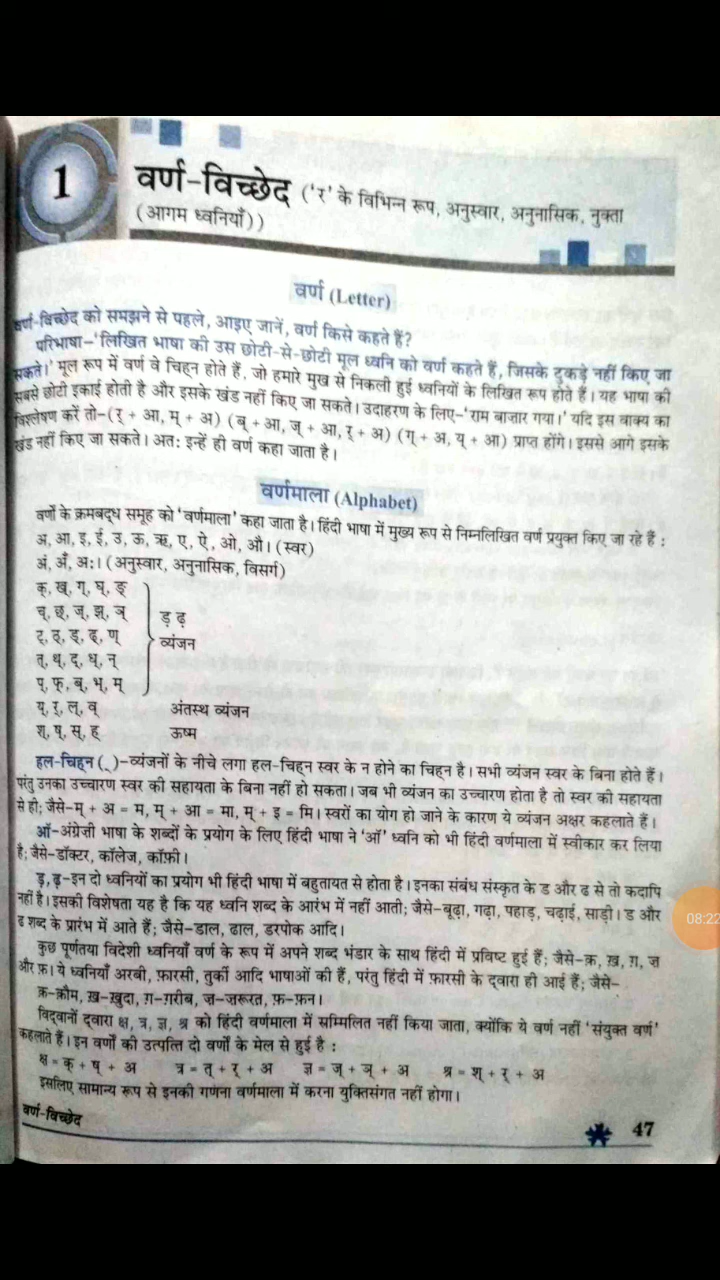 1
वर्ण-विच्छेद ('र' के विभिन्न रूप, अनुस्वार, अनुनासिक, नुक्ता
(आगम ध्वनियाँ))
वर्ण (Letter)
वर्ण-विच्छेद को समझने से पहले, आइए जानें, वर्ण किसे कहते हैं?
परिभाषा–'लिखित भाषा की उस छोटी-से-छोटी मूल ध्वनि को वर्ण कहते हैं, जिसके टुकड़े नहीं किए जा
सकते।' मूल रूप में वर्ण वे चिह्न होते हैं, जो हमारे मुख से निकली हुई ध्वनियों के लिखित रूप होते हैं। यह भाषा की
सबसे छोटी इकाई होती है और इसके खंड नहीं किए जा सकते। उदाहरण के लिए–'राम बाजार गया।' यदि इस वाक्य का
विश्लेषण करें तो–(र् + आ, म् + अ) (ब् + आ, ज् + आ, र् + अ) (ग् + अ, य् + आ) प्राप्त होंगे। इससे आगे इसके
खंड नहीं किए जा सकते। अत: इन्हें ही वर्ण कहा जाता है।
वर्णमाला (Alphabet)
वर्णों के क्रमबद्ध समूह को 'वर्णमाला' कहा जाता है। हिंदी भाषा में मुख्य रूप से निम्नलिखित वर्ण प्रयुक्त किए जा रहे हैं :
अ, आ, इ, ई, उ, ऊ, ऋ, ए, ऐ, ओ, औ। (स्वर)
अं, अँ, अ:। (अनुस्वार, अनुनासिक, विसर्ग)
क्, ख्, ग्, घ्, ङ्
च्, छ्, ज्, झ्, ञ्
ड़ ढ़
ट्, ठ्, ड्, ढ्, ण्
व्यंजन
त्, थ्, द्, ध्, न्
प्, फ्, ब्, भ्, म्
य्, र्, ल्, व् अंतस्थ व्यंजन
श्, ष्, स्, ह् ऊष्म
हल-चिह्न (्)–व्यंजनों के नीचे लगा हल-चिह्न स्वर के न होने का चिह्न है। सभी व्यंजन स्वर के बिना होते हैं।
परंतु उनका उच्चारण स्वर की सहायता के बिना नहीं हो सकता। जब भी व्यंजन का उच्चारण होता है तो स्वर की सहायता
से ही; जैसे–म् + अ = म, म् + आ = मा, म् + इ = मि। स्वरों का योग हो जाने के कारण ये व्यंजन अक्षर कहलाते हैं।
ऑ–अंग्रेज़ी भाषा के शब्दों के प्रयोग के लिए हिंदी भाषा ने 'ऑ' ध्वनि को भी हिंदी वर्णमाला में स्वीकार कर लिया
है; जैसे–डॉक्टर, कॉलेज, कॉफ़ी।
ड़, ढ़–इन दो ध्वनियों का प्रयोग भी हिंदी भाषा में बहुतायत से होता है। इनका संबंध संस्कृत के ड और ढ से तो कदापि
नहीं है। इसकी विशेषता यह है कि यह ध्वनि शब्द के आरंभ में नहीं आती; जैसे–बूढ़ा, गढ़ा, पहाड़, चढ़ाई, साड़ी। ड और
ढ शब्द के प्रारंभ में आते हैं; जैसे–डाल, ढाल, डरपोक आदि।
कुछ पूर्णतया विदेशी ध्वनियाँ वर्ण के रूप में अपने शब्द भंडार के साथ हिंदी में प्रविष्ट हुई हैं; जैसे–क़, ख़, ग़, ज़
और फ़। ये ध्वनियाँ अरबी, फ़ारसी, तुर्की आदि भाषाओं की हैं, परंतु हिंदी में फ़ारसी के द्वारा ही आई हैं; जैसे–
क़–क़ौम, ख़–ख़ुदा, ग़–ग़रीब, ज़–ज़रूरत, फ़–फ़न।
विद्वानों द्वारा क्ष, त्र, ज्ञ, श्र को हिंदी वर्णमाला में सम्मिलित नहीं किया जाता, क्योंकि ये वर्ण नहीं 'संयुक्त वर्ण'
कहलाते हैं। इन वर्णों की उत्पत्ति दो वर्णों के मेल से हुई है :
क्ष = क् + ष् + अ त्र = त् + र् + अ ज्ञ = ज् + ञ् + अ श्र = श् + र् + अ
इसलिए सामान्य रूप से इनकी गणना वर्णमाला में करना युक्तिसंगत नहीं होगा।
वर्ण-विच्छेद
47
08:22